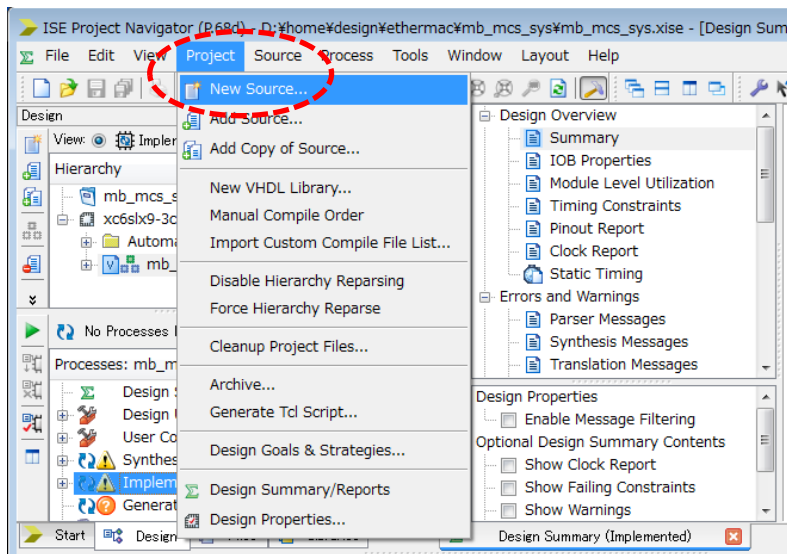 ISE Project Navigator (P.68d) - D:¥home¥design¥ethermac¥mb_mcs_sys¥mb_mcs_sys.xise - [Design Sum
File Edit View Project Source Process Tools Window Layout Help
Design
View: Impler
Hierarchy
mb_mcs_s
xc6slx9-3c
Automa
mb_
No Processes
Processes: mb_m
Design
Design
User Co
Synthes
Implem
Generat
Start
Design
New Source...
Add Source...
Add Copy of Source...
New VHDL Library...
Manual Compile Order
Import Custom Compile File List...
Disable Hierarchy Reparsing
Force Hierarchy Reparse
Cleanup Project Files...
Archive...
Generate Tcl Script...
Design Goals & Strategies...
Design Summary/Reports
Design Properties...
Design Overview
Summary
IOB Properties
Module Level Utilization
Timing Constraints
Pinout Report
Clock Report
Static Timing
Errors and Warnings
Parser Messages
Synthesis Messages
Translation Messages
Design Properties
Enable Message Filtering
Optional Design Summary Contents
Show Clock Report
Show Failing Constraints
Show Warnings
Design Summary (Implemented)